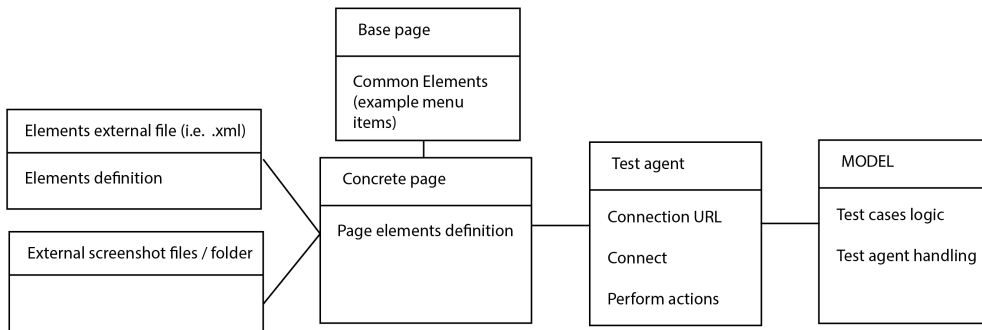 Base page
Common Elements
(example menu
items)
Elements external file (i.e.  .xml)
Elements definition
External screenshot files / folder
Concrete page
Page elements definition
Test agent
Connection URL
Connect
Perform actions
MODEL
Test cases logic
Test agent handling